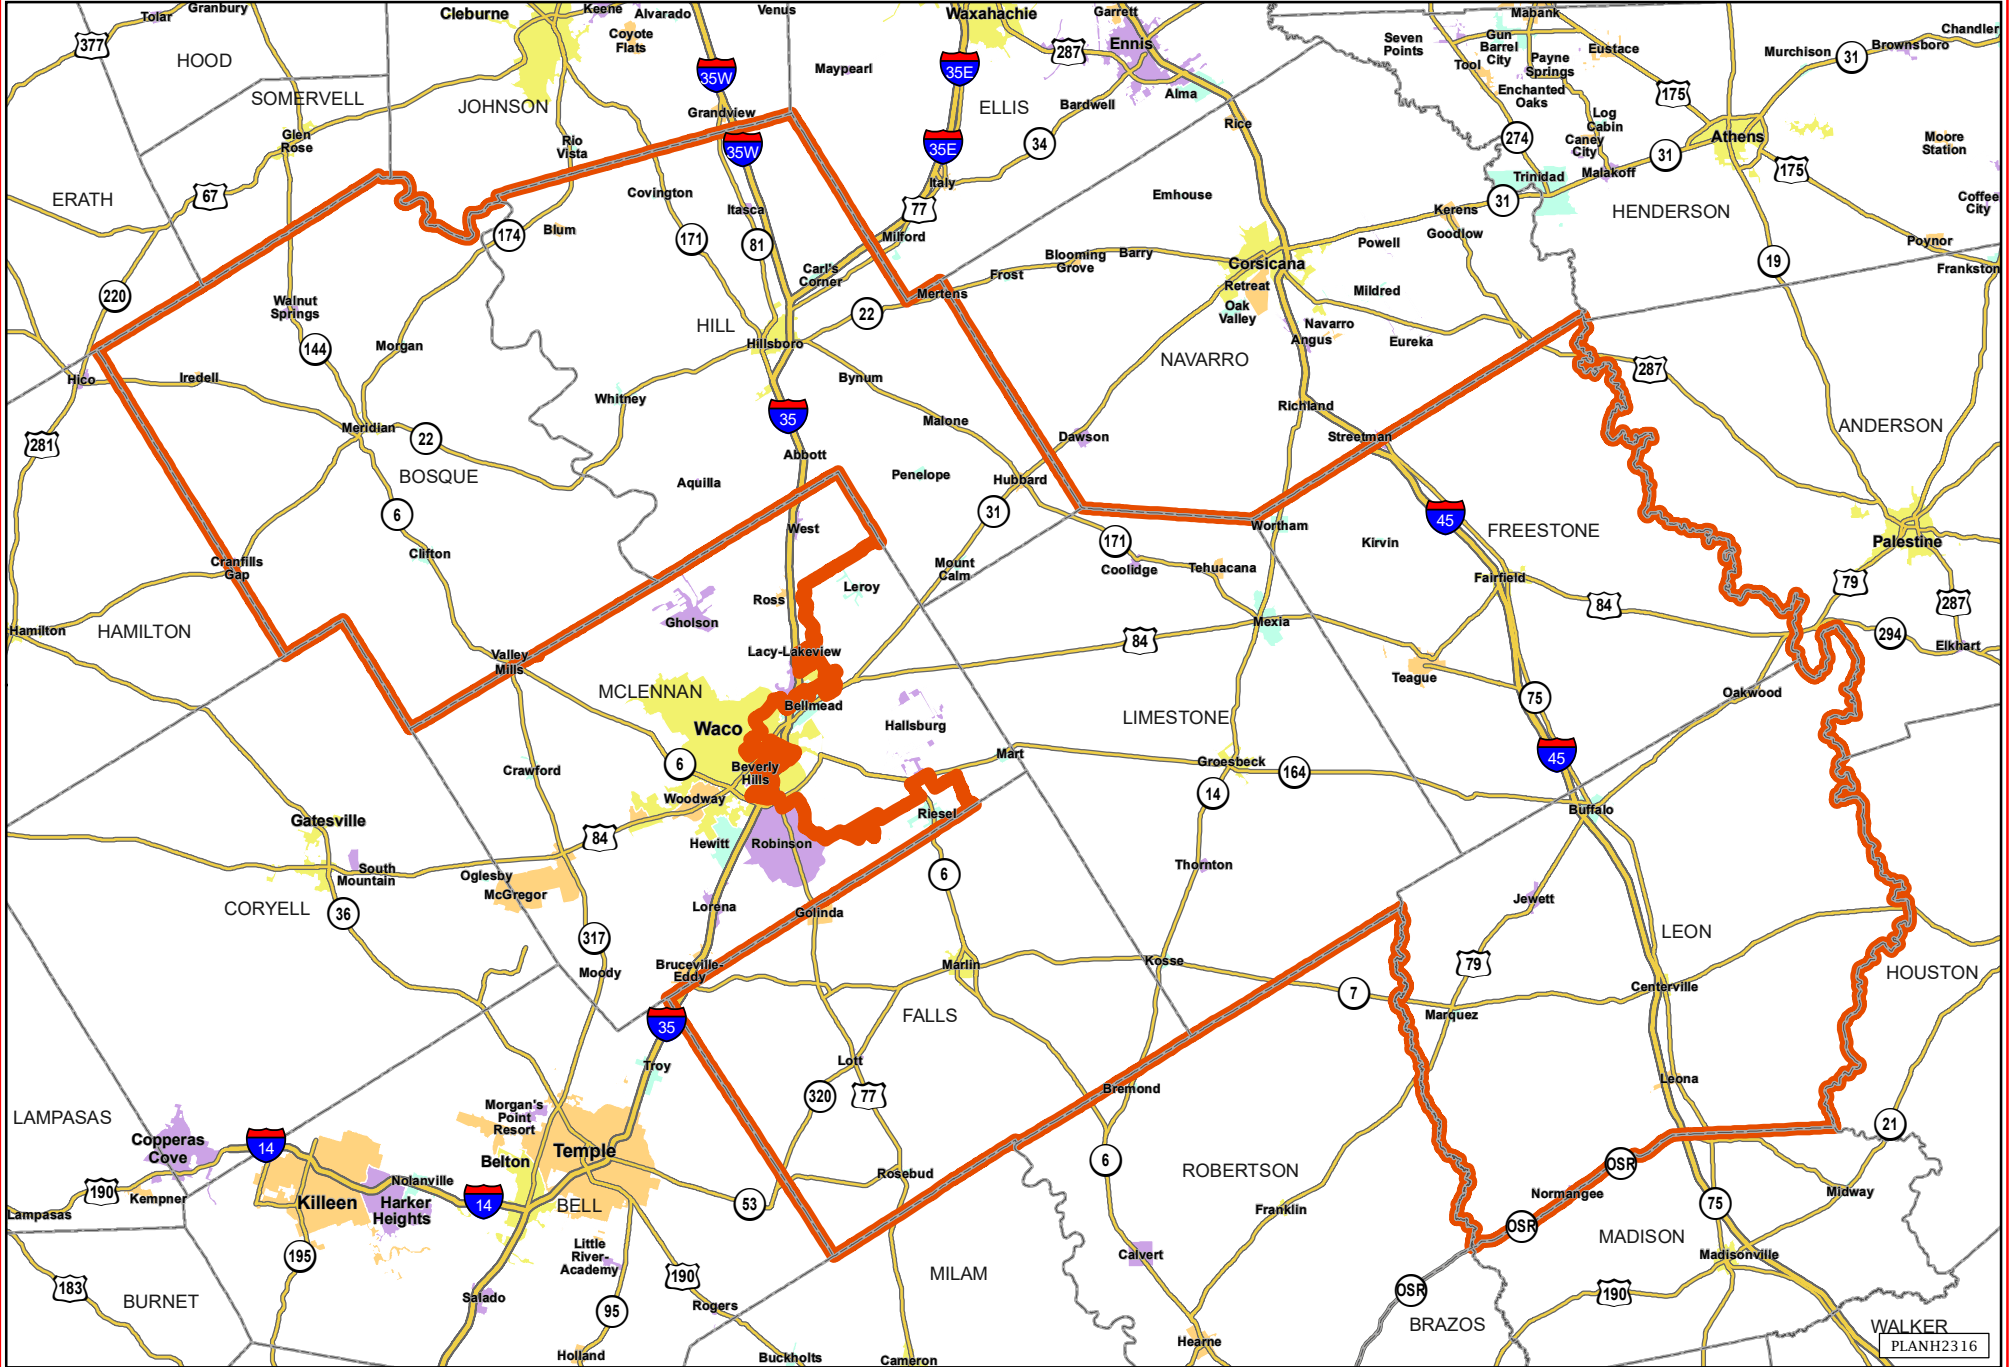 Tolar
Granbury
Cleburne
Keene
Alvarado
Venus
Waxahachie
Garrett
Mabank
Chandler
377
HOOD
Coyote
Flats
Ennis
287
Seven
Points
Gun
Barrel
City
Eustace
Murchison
31
Brownsboro
Tool
Payne
Springs
35W
Maypearl
35E
SOMERVELL
JOHNSON
Grandview
ELLIS
Bardwell
Alma
Enchanted
Oaks
175
Log
Cabin
Glen
Rose
Rio
Vista
35W
35E
34
Rice
274
Caney
City
31
Athens
Moore
Station
ERATH
67
Covington
Italy
Emhouse
Trinidad
Malakoff
175
Coffee
City
Itasca
77
Kerens
31
HENDERSON
174
Blum
171
81
Milford
Goodlow
Powell
Poynor
Blooming
Grove
Barry
Corsicana
19
Frankston
220
Carl's
Corner
Frost
Retreat
Mildred
Walnut
Springs
Mertens
Oak
Valley
22
HILL
Navarro
Angus
Eureka
144
Morgan
Hillsboro
NAVARRO
287
Hico
Iredell
Bynum
Whitney
35
Richland
Meridian
22
Malone
Dawson
Streetman
ANDERSON
281
Abbott
BOSQUE
Aquilla
Penelope
Hubbard
6
31
West
Wortham
45
FREESTONE
Clifton
171
Kirvin
Palestine
Cranfills
Gap
Mount
Calm
Coolidge
Tehuacana
Fairfield
79
Leroy
Ross
84
287
Hamilton
HAMILTON
Gholson
Mexia
84
294
Elkhart
Valley
Mills
Lacy-Lakeview
Teague
MCLENNAN
Bellmead
75
Oakwood
Waco
Hallsburg
LIMESTONE
6
Beverly
Hills
Mart
Groesbeck
164
45
Crawford
Woodway
14
Gatesville
84
Riesel
Buffalo
Hewitt
Robinson
South
Mountain
Oglesby
McGregor
6
Thornton
CORYELL
36
Lorena
Golinda
Jewett
317
LEON
Moody
Bruceville-
Eddy
Marlin
Kosse
79
HOUSTON
7
Centerville
35
FALLS
Marquez
Troy
Lott
320
77
Bremond
Leona
LAMPASAS
Copperas
Cove
14
Morgan's
Point
Resort
Temple
21
Belton
6
ROBERTSON
OSR
190
Kempner
Nolanville
Rosebud
Lampasas
Killeen
Harker
Heights
14
BELL
53
Franklin
Normangee
75
Midway
OSR
MADISON
195
Little
River-
Academy
Calvert
Madisonville
183
BURNET
Salado
190
MILAM
OSR
190
95
Rogers
BRAZOS
WALKER
Holland
Buckholts
Cameron
Hearne
PLANH2316